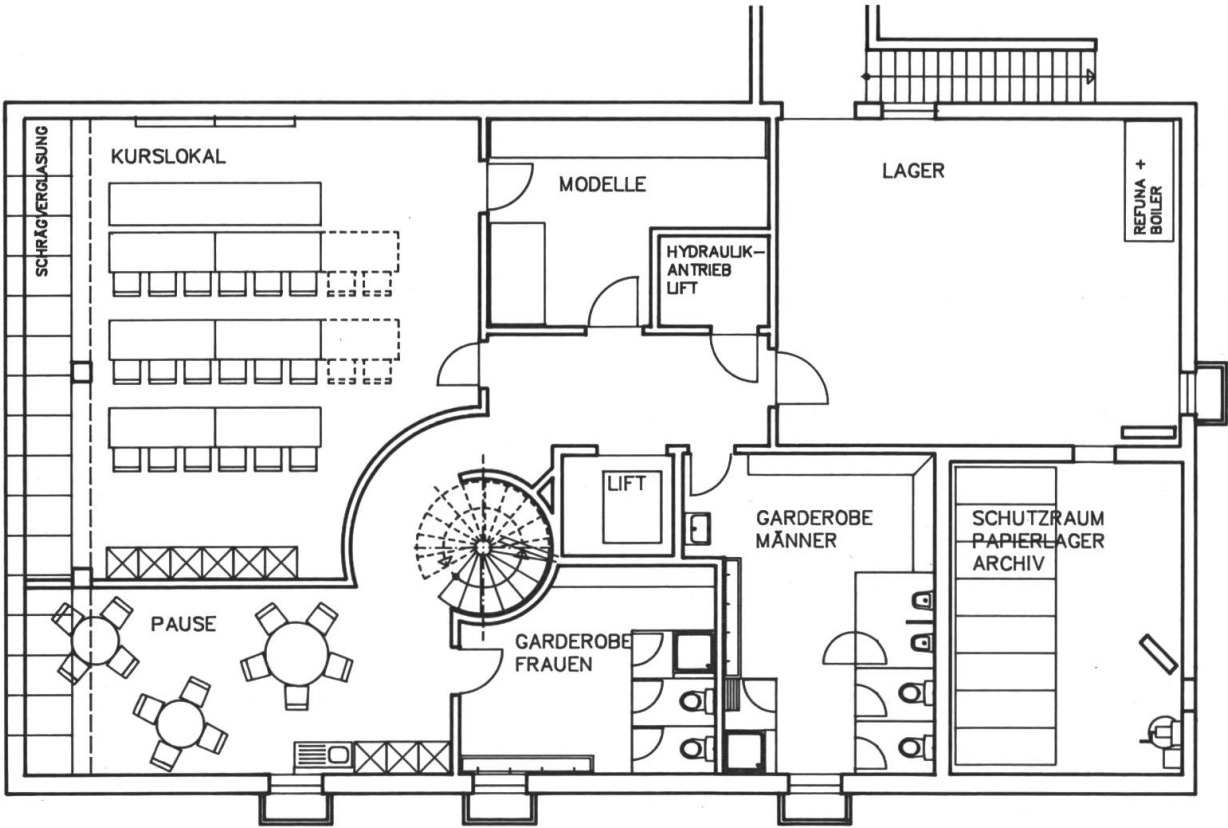 SCHRÄGVERGLASUNG
KURSLOKAL
MODELLE
HYDRAULIK-
ANTRIEB
LIFT
LAGER
REFUNA +
BOILER
LIFT
GARDEROBE
MÄNNER
SCHUTZRAUM
PAPIERLAGER
ARCHIV
PAUSE
GARDEROBE
FRAUEN